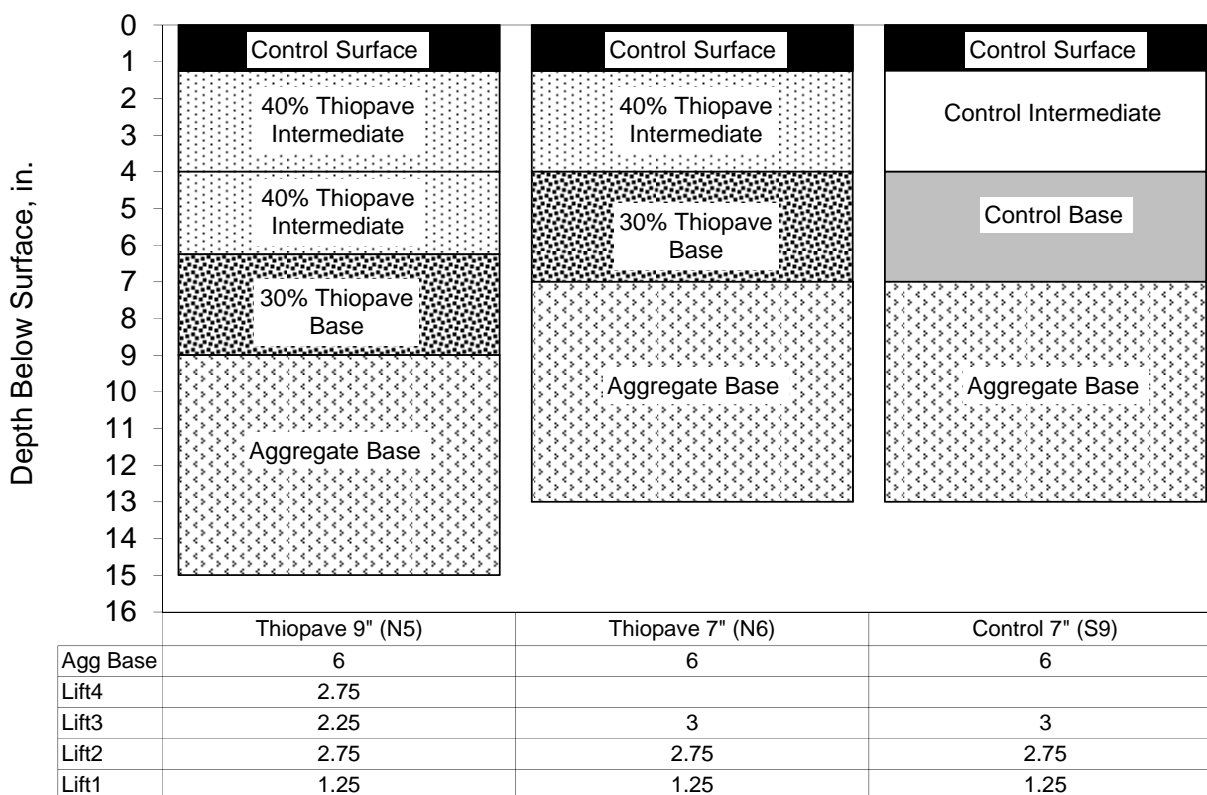 Depth Below Surface, in.
0
1
2
3
4
5
6
7
8
9
10
11
12
13
14
15
16
Control Surface
40% Thiopave
Intermediate
40% Thiopave
Intermediate
30% Thiopave
Base
Aggregate Base
Control Surface
40% Thiopave
Intermediate
30% Thiopave
Base
Aggregate Base
Control Surface
Control Intermediate
Control Base
Aggregate Base
Thiopave 9" (N5) Thiopave 7" (N6) Control 7" (S9)
Agg Base 6 6 6
Lift4 2.75
Lift3 2.25 3 3
Lift2 2.75 2.75 2.75
Lift1 1.25 1.25 1.25